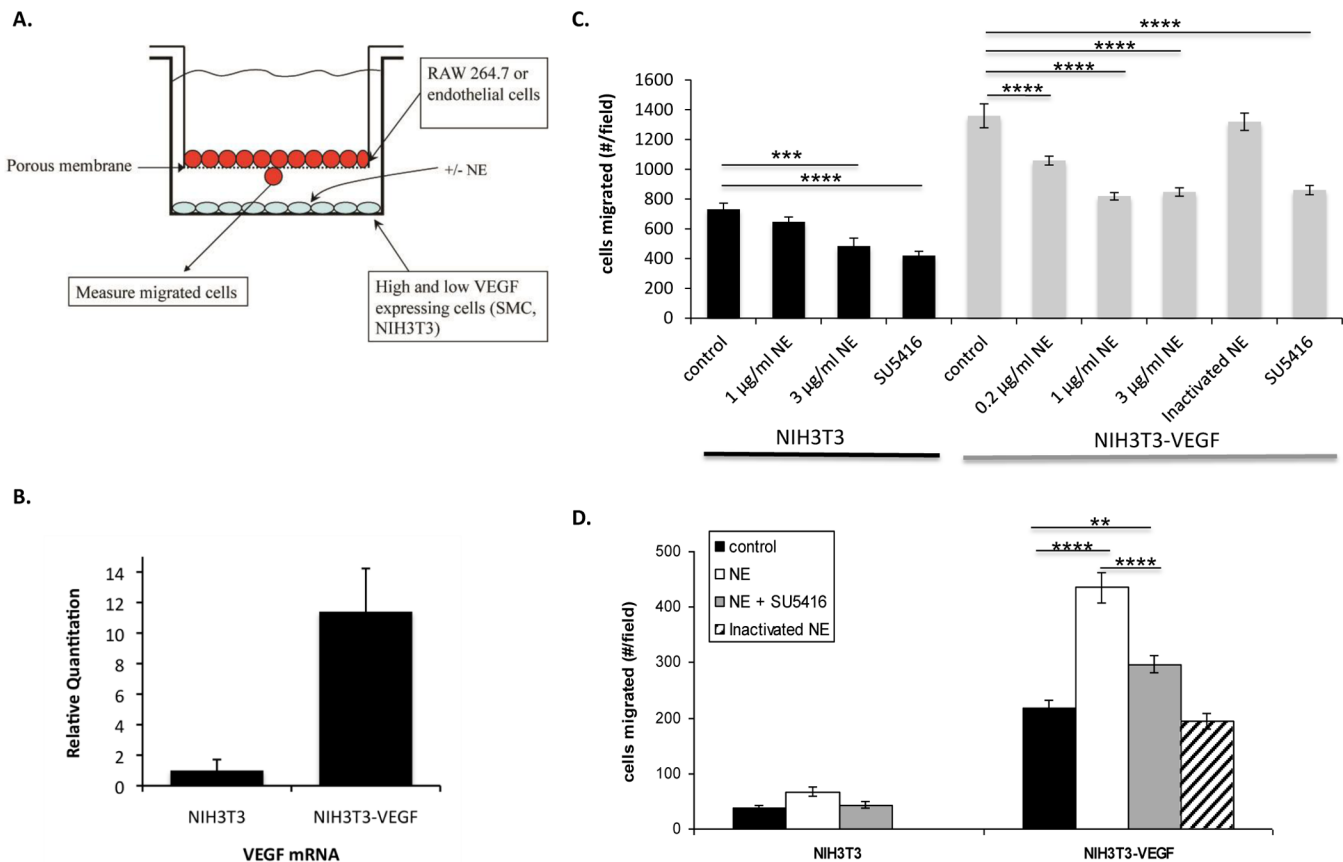 A.
RAW 264.7 or
endothelial cells
Porous membrane
+/- NE
Measure migrated cells
High and low VEGF
expressing cells (SMC,
NIH3T3)
B.
Relative Quantitation
14
12
10
8
6
4
2
0
NIH3T3
NIH3T3-VEGF
VEGF mRNA
C.
cells migrated (#/field)
1600
1400
1200
1000
800
600
400
200
0
***
****
****
****
****
****
control
1 µg/ml NE
3 µg/ml NE
SU5416
control
0.2 µg/ml NE
1 µg/ml NE
3 µg/ml NE
Inactivated NE
SU5416
NIH3T3
NIH3T3-VEGF
D.
cells migrated (#/field)
500
400
300
200
100
0
control
NE
NE + SU5416
Inactivated NE
**
****
****
NIH3T3
NIH3T3-VEGF